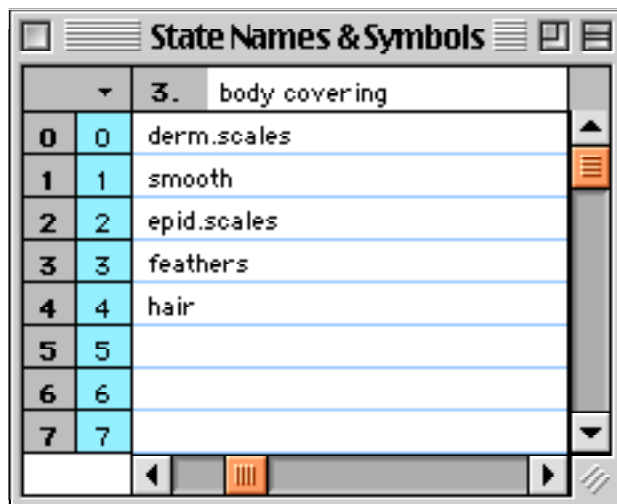 State Names & Symbols
3. body covering
0 0 derm.scales
1 1 smooth
2 2 epid.scales
3 3 feathers
4 4 hair
5 5
6 6
7 7